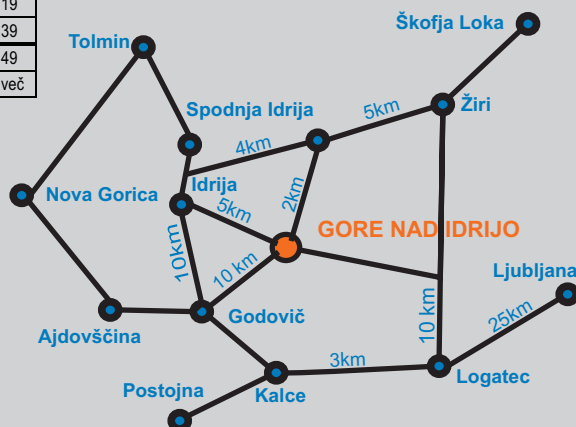 19
39
49
več
Tolmin
Škofja Loka
Spodnja Idrija
5km
Žiri
4km
Idrija
Nova Gorica
5km
2km
GORE NAD IDRIJO
10km
10 km
Ljubljana
10 km
25km
Godovič
Ajdovščina
3km
Logatec
Postojna
Kalce